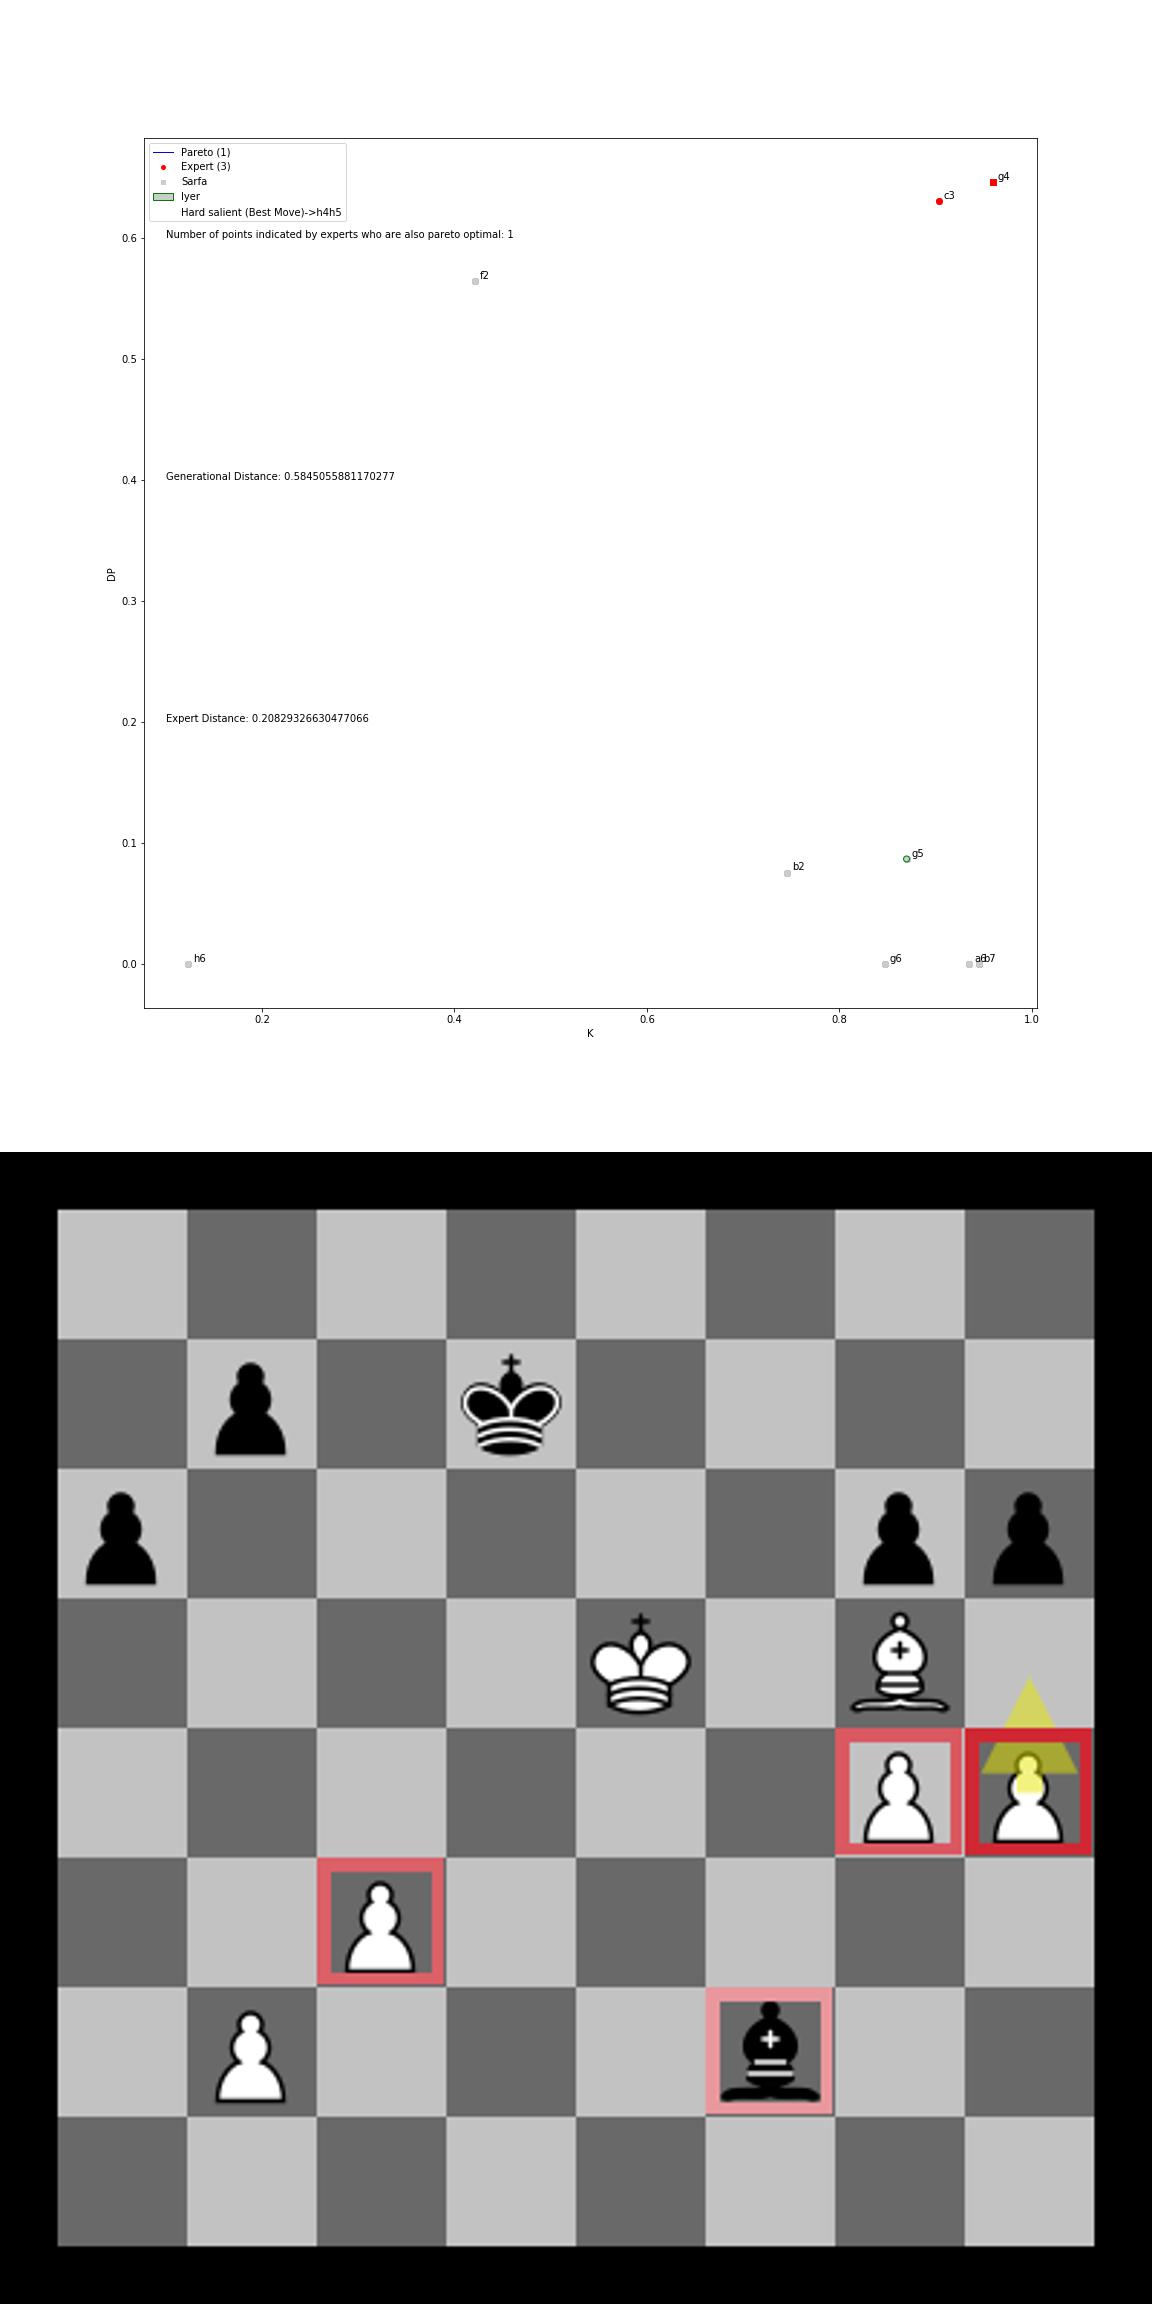 Pareto (1)
Expert (3)
Sarfa
Iyer
Hard salient (Best Move)->h4h5
g4
c3
Number of points indicated by experts who are also pareto optimal: 1
0.6
f2
0.5
Generational Distance: 0.5845055881170277
0.4
DP
0.3
Expert Distance: 0.20829326630477066
0.2
g5
b2
0.1
h6
g6
a6
b7
0.0
0.2 0.4 0.6 0.8 1.0
K